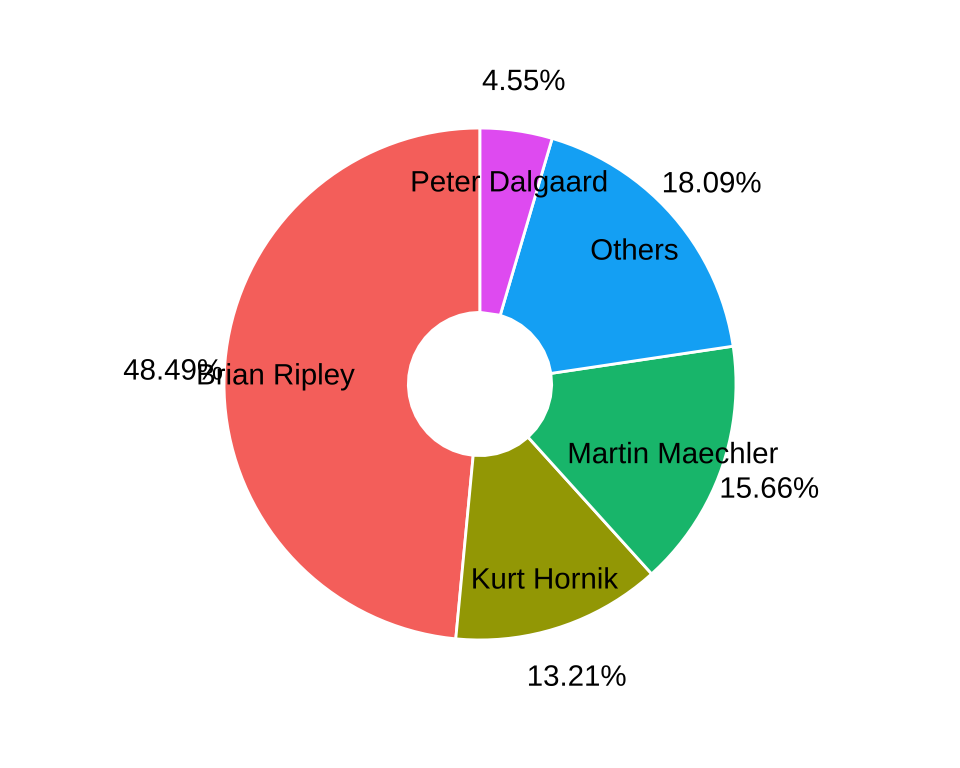 4.55%
Peter Dalgaard
18.09%
Others
48.49%
Brian Ripley
Martin Maechler
15.66%
Kurt Hornik
13.21%